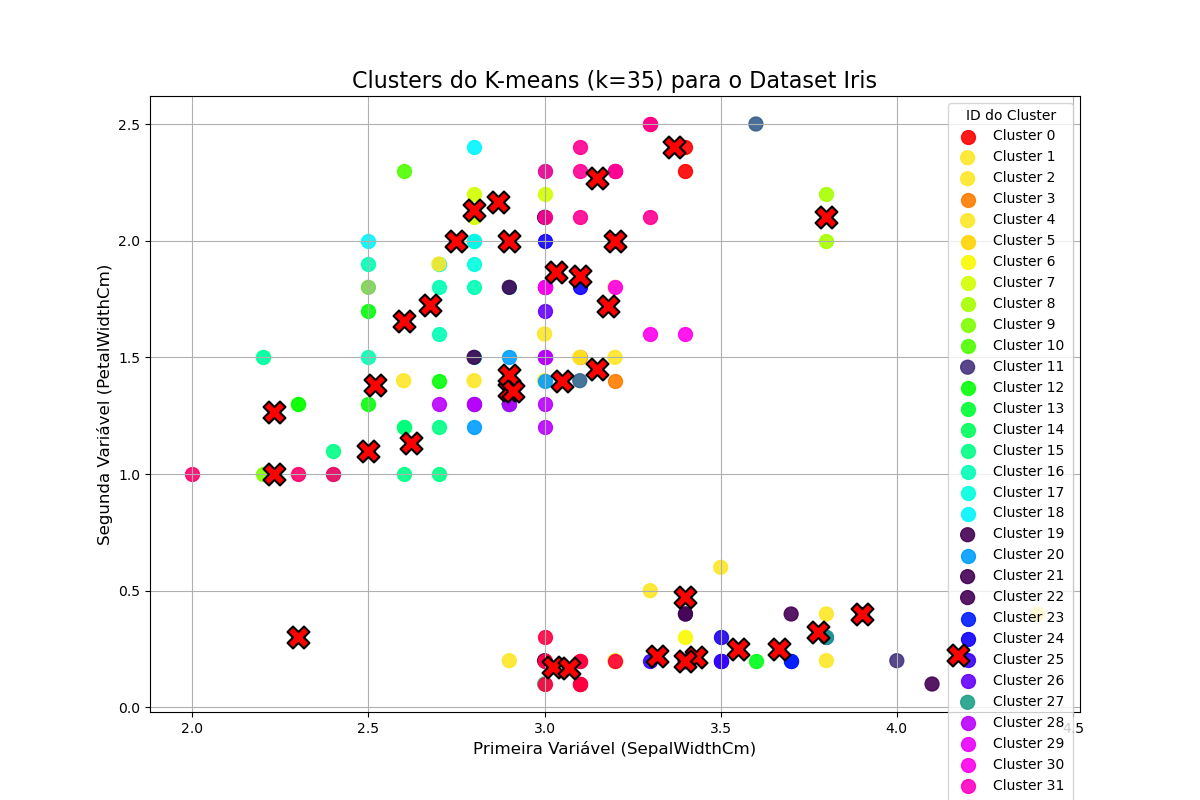 Clusters do K-means (k=35) para o Dataset Iris
Segunda Variável (PetalWidthCm)
2.5
2.0
1.5
1.0
0.5
0.0
2.0
2.5
3.0
3.5
4.0
4.5
Primeira Variável (SepalWidthCm)
ID do Cluster
Cluster 0
Cluster 1
Cluster 2
Cluster 3
Cluster 4
Cluster 5
Cluster 6
Cluster 7
Cluster 8
Cluster 9
Cluster 10
Cluster 11
Cluster 12
Cluster 13
Cluster 14
Cluster 15
Cluster 16
Cluster 17
Cluster 18
Cluster 19
Cluster 20
Cluster 21
Cluster 22
Cluster 23
Cluster 24
Cluster 25
Cluster 26
Cluster 27
Cluster 28
Cluster 29
Cluster 30
Cluster 31